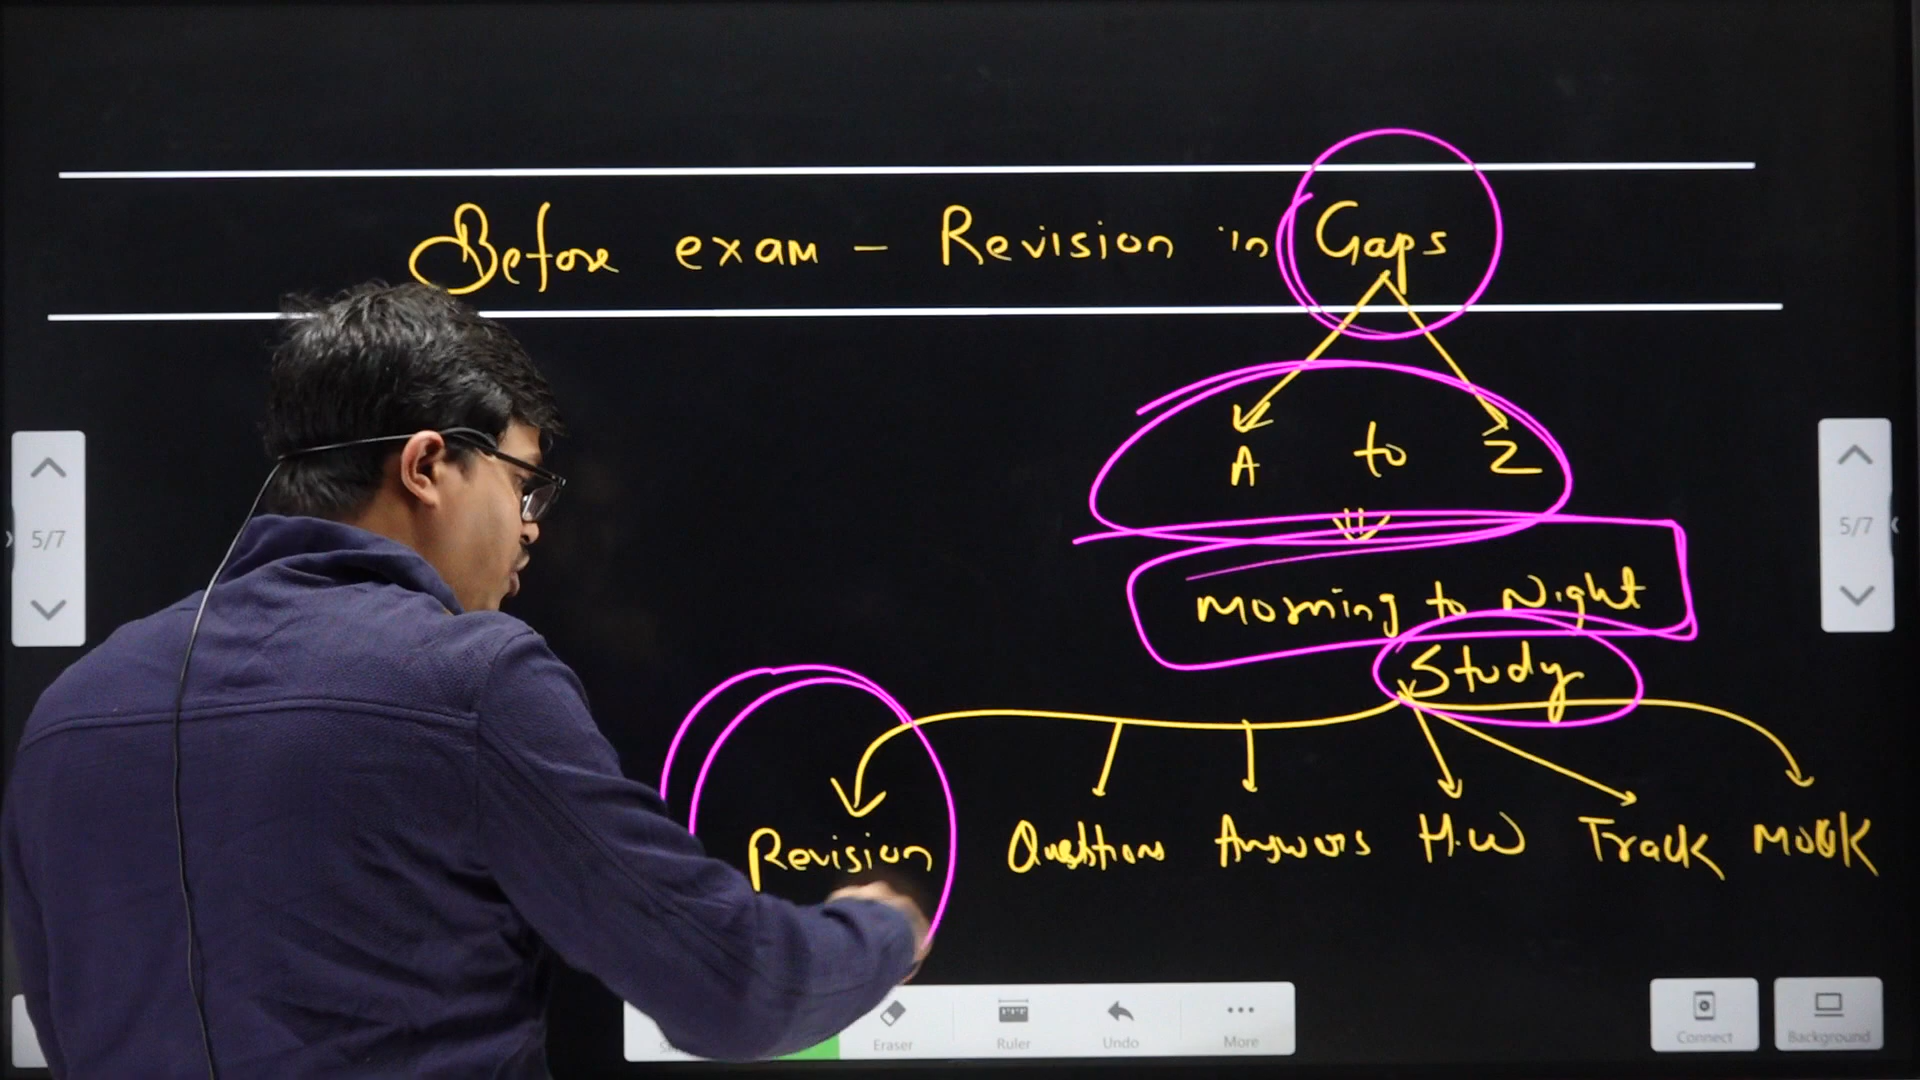 Before exam – Revision in Gaps
A to Z
Morning to Night
Study
Revision Questions Answers H.W Track Mock
5/7
5/7
Eraser Ruler Undo More
Connect Background